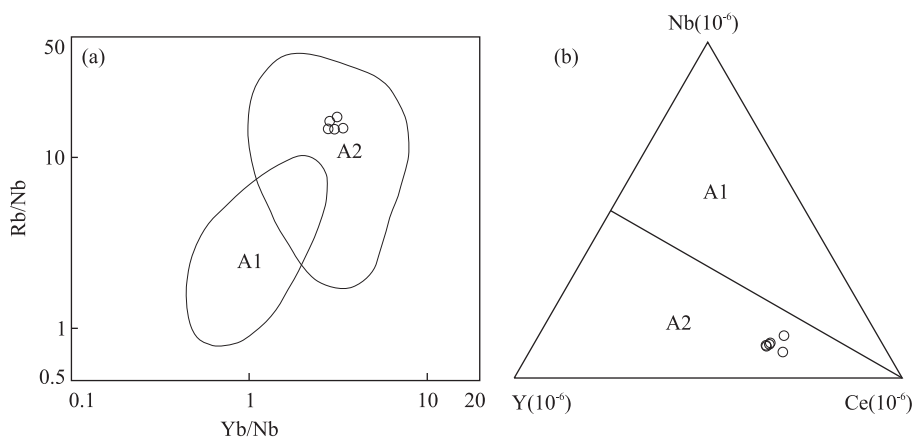 (a)
50
10
1
0.5
0.1
1
10
20
Rb/Nb
Yb/Nb
A2
A1
(b)
Nb(10⁻⁶)
A1
A2
Y(10⁻⁶)
Ce(10⁻⁶)